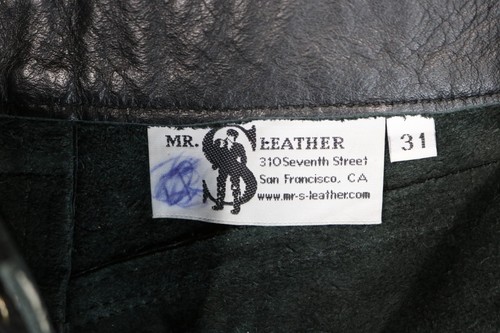 MR. S LEATHER 31
310 Seventh Street
San Francisco, CA
www.mr-s-leather.com